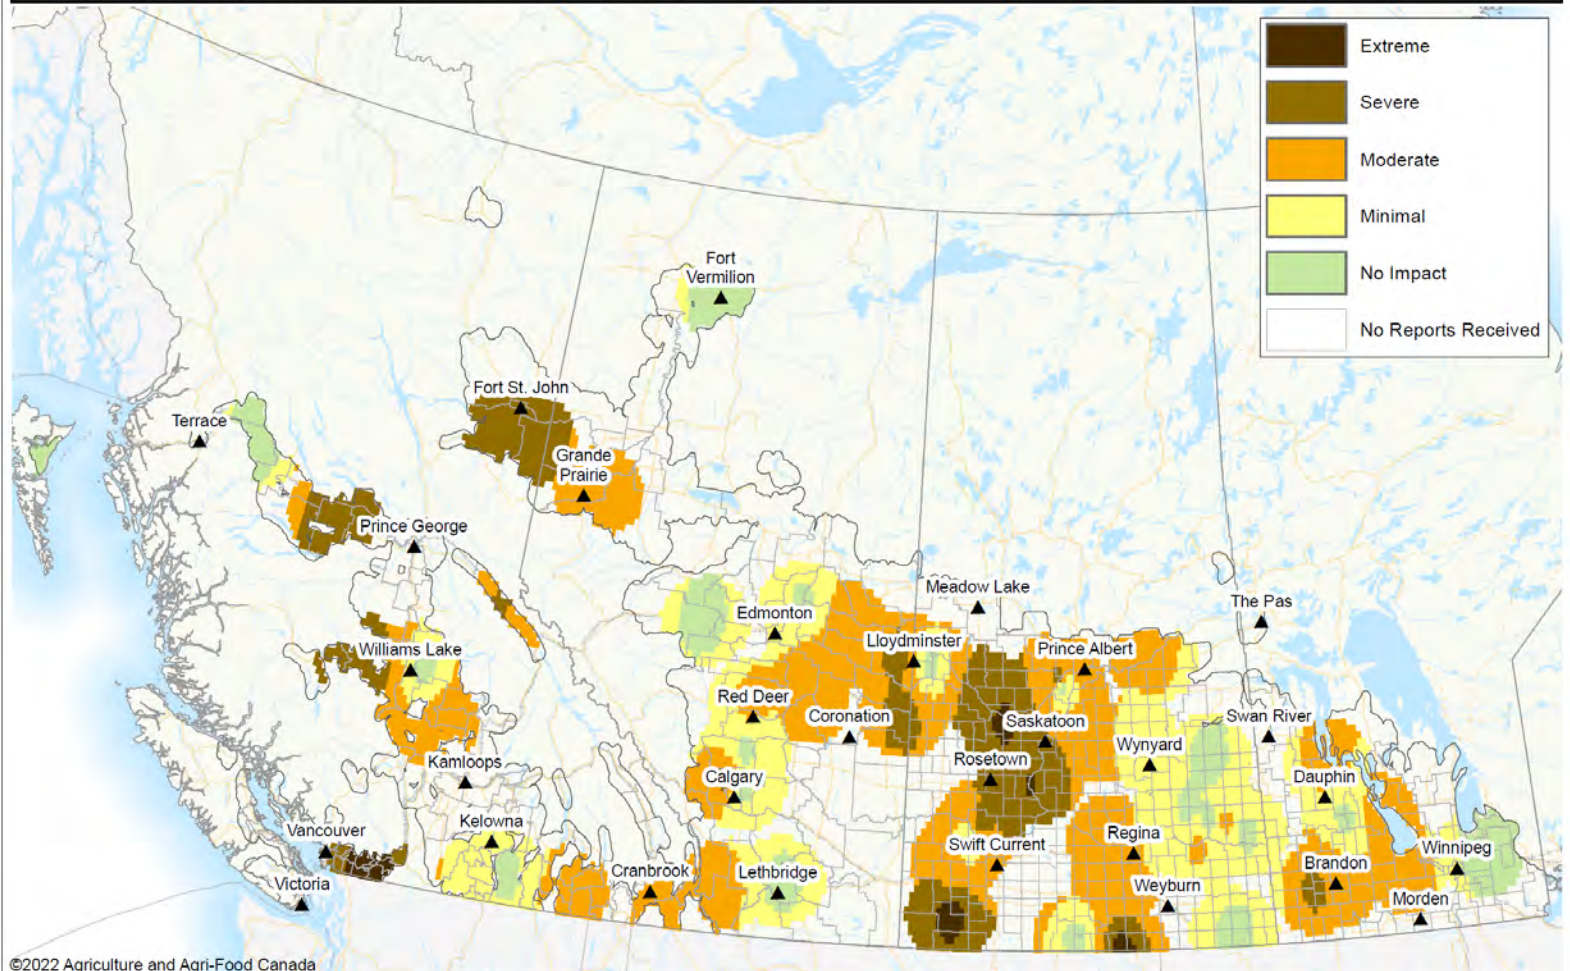 Extreme
Severe
Moderate
Minimal
No Impact
No Reports Received
Fort
Vermilion
Fort St. John
Terrace
Grande
Prairie
Prince George
Meadow Lake
The Pas
Edmonton
Lloydminster
Prince Albert
Williams Lake
Red Deer
Coronation
Saskatoon
Swan River
Wynyard
Kamloops
Rosetown
Calgary
Dauphin
Kelowna
Vancouver
Regina
Swift Current
Winnipeg
Cranbrook
Lethbridge
Brandon
Victoria
Weyburn
Morden
©2022 Agriculture and Agri-Food Canada